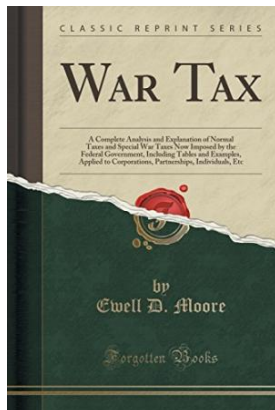 CLASSIC REPRINT SERIES
WAR TAX
A Complete Analysis and Explanation of Normal
Taxes and Special War Taxes Now Imposed by the
Federal Government, Including Tables and Examples,
Applied to Corporations, Partnerships, Individuals, Etc
by
Ewell D. Moore
Forgotten Books